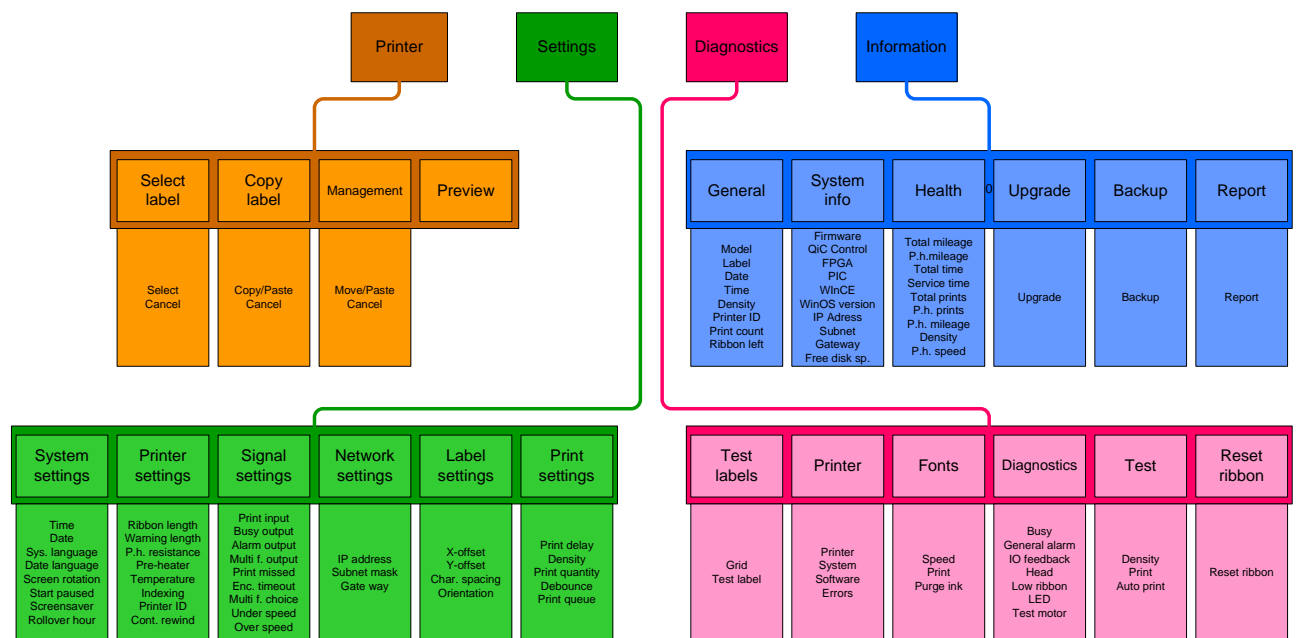 Printer
Settings
Diagnostics
Information
Select
label
Copy
label
Management
Preview
Select
Cancel
Copy/Paste
Cancel
Move/Paste
Cancel
General
System
info
Health
0
Upgrade
Backup
Report
Model
Label
Date
Time
Density
Printer ID
Print count
Ribbon left
Firmware
QiC Control
FPGA
PIC
WInCE
WinOS version
IP Adress
Subnet
Gateway
Free disk sp.
Total mileage
P.h.mileage
Total time
Service time
Total prints
P.h. prints
P.h. mileage
Density
P.h. speed
Upgrade
Backup
Report
System
settings
Printer
settings
Signal
settings
Network
settings
Label
settings
Print
settings
Time
Date
Sys. language
Date language
Screen rotation
Start paused
Screensaver
Rollover hour
Ribbon length
Warning length
P.h. resistance
Pre-heater
Temperature
Indexing
Printer ID
Cont. rewind
Print input
Busy output
Alarm output
Multi f. output
Print missed
Enc. timeout
Multi f. choice
Under speed
Over speed
IP address
Subnet mask
Gate way
X-offset
Y-offset
Char. spacing
Orientation
Print delay
Density
Print quantity
Debounce
Print queue
Test
labels
Printer
Fonts
Diagnostics
Test
Reset
ribbon
Grid
Test label
Printer
System
Software
Errors
Speed
Print
Purge ink
Busy
General alarm
IO feedback
Head
Low ribbon
LED
Test motor
Density
Print
Auto print
Reset ribbon